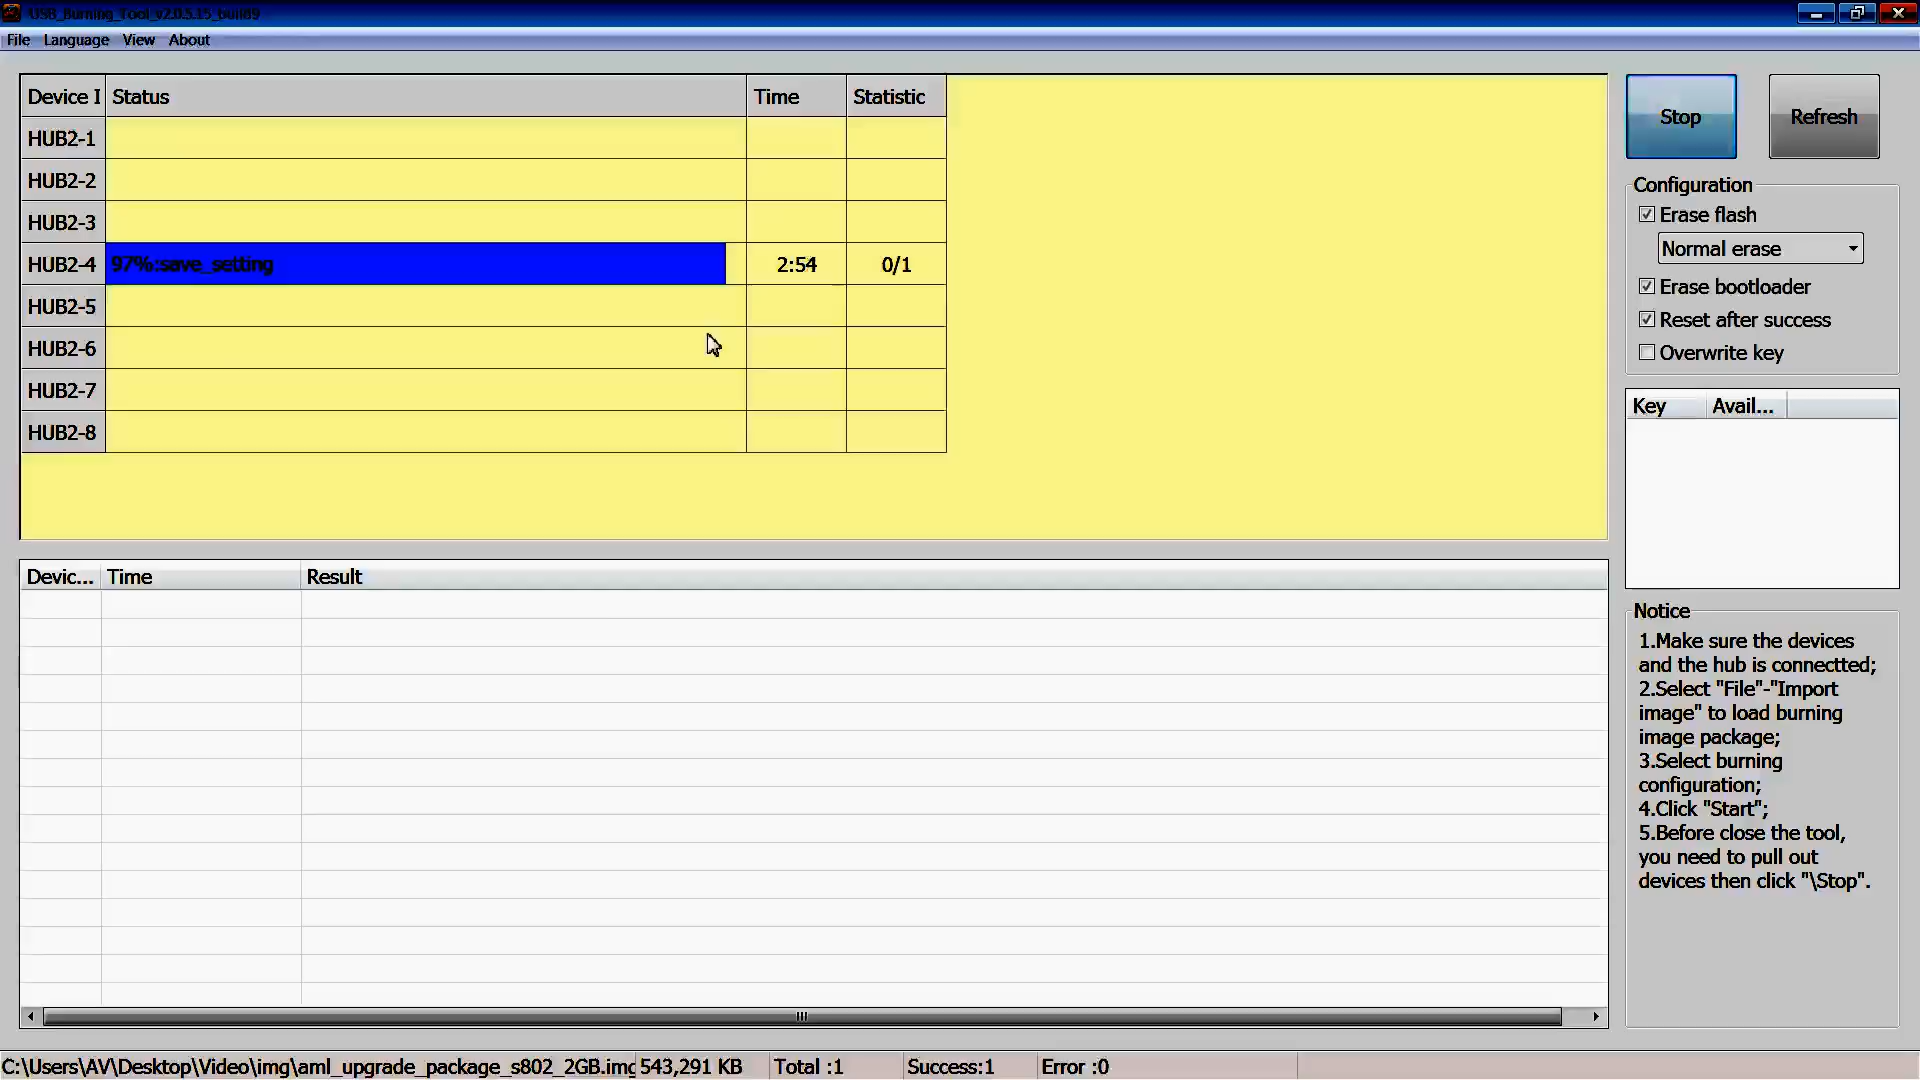 USB_Burning_Tool_v2.0.5.15_build9
File Language View About
Device I Status Time Statistic
HUB2-1
HUB2-2
HUB2-3
HUB2-4 97%:save_setting 2:54 0/1
HUB2-5
HUB2-6
HUB2-7
HUB2-8
Stop Refresh
Configuration
Erase flash
Normal erase
Erase bootloader
Reset after success
Overwrite key
Key Avail...
Devic... Time Result
Notice
1.Make sure the devices
and the hub is connectted;
2.Select "File"-"Import
image" to load burning
image package;
3.Select burning
configuration;
4.Click "Start";
5.Before close the tool,
you need to pull out
devices then click "\Stop".
C:\Users\AV\Desktop\Video\img\aml_upgrade_package_s802_2GB.img 543,291 KB Total :1 Success:1 Error :0